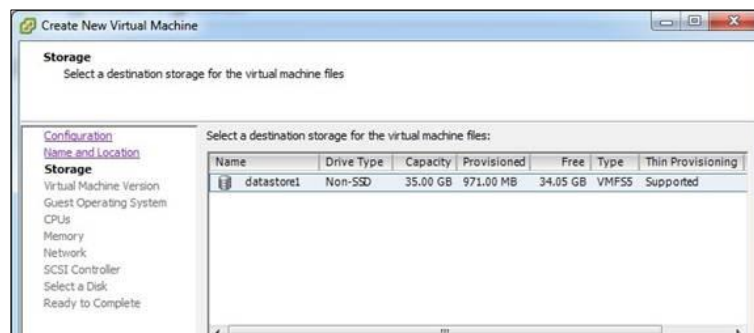 Create New Virtual Machine
Storage
Select a destination storage for the virtual machine files
Configuration
Name and Location
Storage
Virtual Machine Version
Guest Operating System
CPUs
Memory
Network
SCSI Controller
Select a Disk
Ready to Complete
Select a destination storage for the virtual machine files:
Name Drive Type Capacity Provisioned Free Type Thin Provisioning
datastore1 Non-SSD 35.00 GB 971.00 MB 34.05 GB VMFS5 Supported